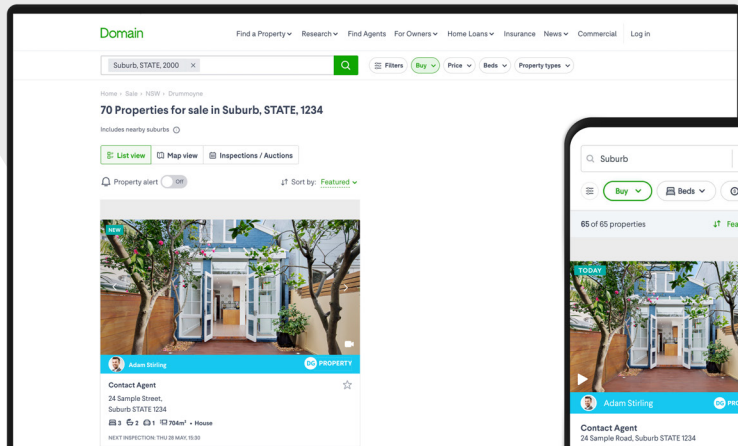 Domain
Find a Property Research Find Agents For Owners Home Loans Insurance News Commercial Log in
Suburb, STATE, 2000 × Filters Buy Price Beds Property types
Home > Sale > NSW > Drummoyne
70 Properties for sale in Suburb, STATE, 1234
Includes nearby suburbs
List view Map view Inspections / Auctions
Property alert Off Sort by: Featured
NEW
Adam Stirling DG PROPERTY
Contact Agent
24 Sample Street,
Suburb STATE 1234
3 2 1 704m² • House
NEXT INSPECTION: THU 28 MAY, 15:30
Suburb
Buy Beds
65 of 65 properties Fea
TODAY
Adam Stirling DG PRO
Contact Agent
24 Sample Road, Suburb STATE 1234